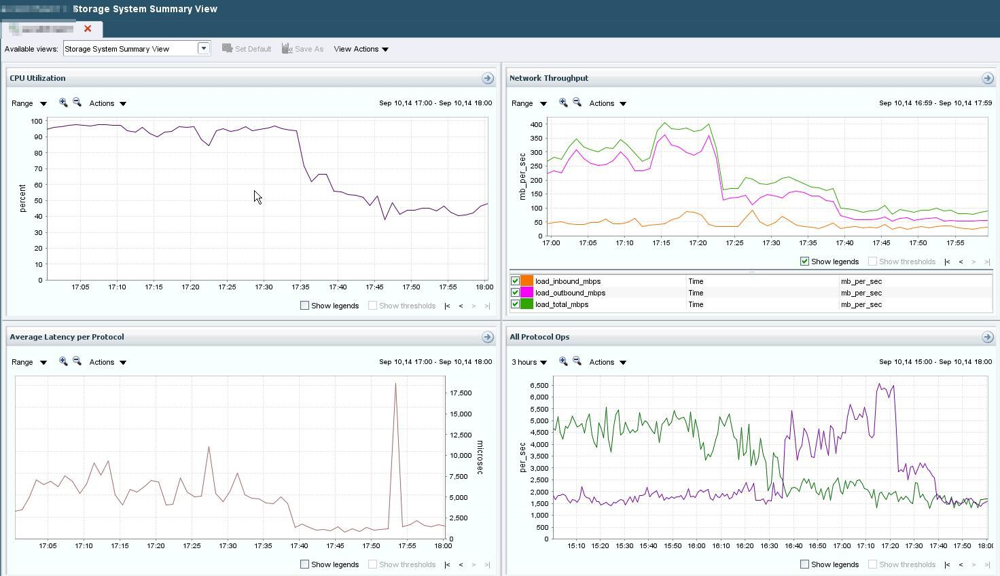 Storage System Summary View
Available views: Storage System Summary View Set Default Save As View Actions
CPU Utilization
Range Actions Sep 10,14 17:00 - Sep 10,14 18:00
100
90
80
70
60
50
40
30
20
10
0
percent
17:05 17:10 17:15 17:20 17:25 17:30 17:35 17:40 17:45 17:50 17:55 18:00
Show legends Show thresholds |< < > >|
Network Throughput
Range Actions Sep 10,14 16:59 - Sep 10,14 17:59
400
350
300
250
200
150
100
50
0
mb_per_sec
17:00 17:05 17:10 17:15 17:20 17:25 17:30 17:35 17:40 17:45 17:50 17:55
Show legends Show thresholds |< < > >|
load_inbound_mbps Time mb_per_sec
load_outbound_mbps Time mb_per_sec
load_total_mbps Time mb_per_sec
Average Latency per Protocol
Range Actions Sep 10,14 17:00 - Sep 10,14 18:00
17,500
15,000
12,500
10,000
7,500
5,000
2,500
0
microsec
17:05 17:10 17:15 17:20 17:25 17:30 17:35 17:40 17:45 17:50 17:55 18:00
Show legends Show thresholds |< < > >|
All Protocol Ops
3 hours Actions Sep 10,14 15:00 - Sep 10,14 18:00
6,500
6,000
5,500
5,000
4,500
4,000
3,500
3,000
2,500
2,000
1,500
1,000
500
0
per_sec
15:10 15:20 15:30 15:40 15:50 16:00 16:10 16:20 16:30 16:40 16:50 17:00 17:10 17:20 17:30 17:40 17:50 18:00
Show legends Show thresholds |< < > >|